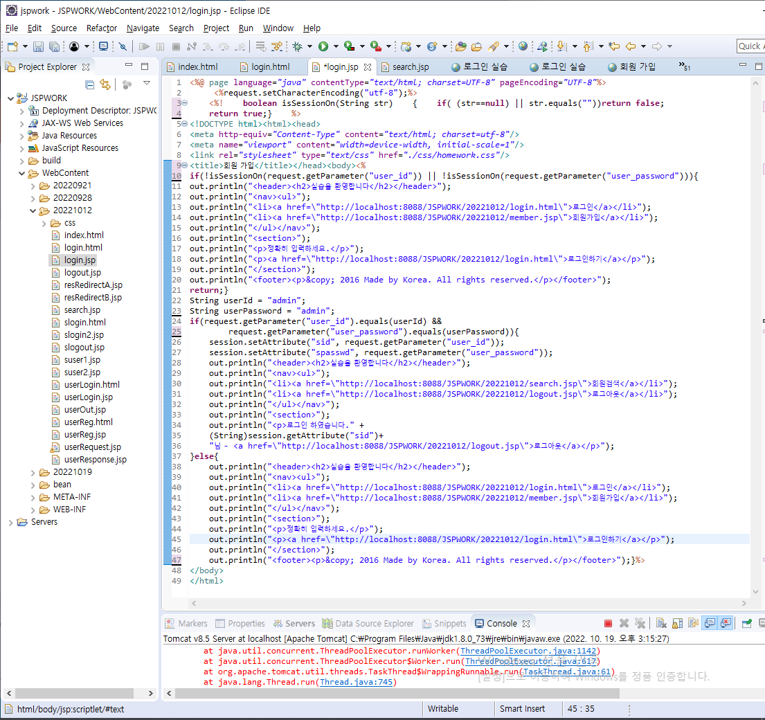 jspwork - JSPWORK/WebContent/20221012/login.jsp - Eclipse IDE
File Edit Source Refactor Navigate Search Project Run Window Help
Quick A
Project Explorer
index.html login.html *login.jsp search.jsp 로그인 실습 로그인 실습 회원 가입 »51
JSPWORK
Deployment Descriptor: JSPWO
JAX-WS Web Services
Java Resources
JavaScript Resources
build
WebContent
20220921
20220928
20221012
css
index.html
login.html
login.jsp
logout.jsp
resRedirectA.jsp
resRedirectB.jsp
search.jsp
slogin.html
slogin2.jsp
slogout.jsp
suser1.jsp
suser2.jsp
userLogin.html
userLogin.jsp
userOut.jsp
userReg.html
userReg.jsp
userRequest.jsp
userResponse.jsp
20221019
bean
META-INF
WEB-INF
Servers
1 <%@ page language="java" contentType="text/html; charset=UTF-8" pageEncoding="UTF-8"%>
2 <%request.setCharacterEncoding("utf-8");%>
3 <%! boolean isSessionOn(String str) { if( (str==null) || str.equals(""))return false;
4 return true;} %>
5 <!DOCTYPE html><html><head>
6 <meta http-equiv="Content-Type" content="text/html; charset=utf-8"/>
7 <meta name="viewport" content="width=device-width, initial-scale=1"/>
8 <link rel="stylesheet" type="text/css" href="./css/homework.css"/>
9 <title>회원 가입</title></head><body><%
10 if(!isSessionOn(request.getParameter("user_id")) || !isSessionOn(request.getParameter("user_password"))){
11 out.println("<header><h2>실습을 환영합니다</h2></header>");
12 out.println("<nav><ul>");
13 out.println("<li><a href=\"http://localhost:8088/JSPWORK/20221012/login.html\">로그인</a></li>");
14 out.println("<li><a href=\"http://localhost:8088/JSPWORK/20221012/member.jsp\">회원가입</a></li>");
15 out.println("</ul></nav>");
16 out.println("<section>");
17 out.println("<p>정확히 입력하세요.</p>");
18 out.println("<p><a href=\"http://localhost:8088/JSPWORK/20221012/login.html\">로그인하기</a></p>");
19 out.println("</section>");
20 out.println("<footer><p>&copy; 2016 Made by Korea. All rights reserved.</p></footer>");
21 return;}
22 String userId = "admin";
23 String userPassword = "admin";
24 if(request.getParameter("user_id").equals(userId) &&
25 request.getParameter("user_password").equals(userPassword)){
26 session.setAttribute("sid", request.getParameter("user_id"));
27 session.setAttribute("spasswd", request.getParameter("user_password"));
28 out.println("<header><h2>실습을 환영합니다</h2></header>");
29 out.println("<nav><ul>");
30 out.println("<li><a href=\"http://localhost:8088/JSPWORK/20221012/search.jsp\">회원검색</a></li>");
31 out.println("<li><a href=\"http://localhost:8088/JSPWORK/20221012/logout.jsp\">로그아웃</a></li>");
32 out.println("</ul></nav>");
33 out.println("<section>");
34 out.println("<p>로그인 하였습니다." +
35 (String)session.getAttribute("sid")+
36 "님 - <a href=\"http://localhost:8088/JSPWORK/20221012/logout.jsp\">로그아웃</a></p>");
37 }else{
38 out.println("<header><h2>실습을 환영합니다</h2></header>");
39 out.println("<nav><ul>");
40 out.println("<li><a href=\"http://localhost:8088/JSPWORK/20221012/login.html\">로그인</a></li>");
41 out.println("<li><a href=\"http://localhost:8088/JSPWORK/20221012/member.jsp\">회원가입</a></li>");
42 out.println("</ul></nav>");
43 out.println("<section>");
44 out.println("<p>정확히 입력하세요.</p>");
45 out.println("<p><a href=\"http://localhost:8088/JSPWORK/20221012/login.html\">로그인하기</a></p>");
46 out.println("</section>");
47 out.println("<footer><p>&copy; 2016 Made by Korea. All rights reserved.</p></footer>");}%>
48 </body>
49 </html>
Markers Properties Servers Data Source Explorer Snippets Console
Tomcat v8.5 Server at localhost [Apache Tomcat] C:₩Program Files₩Java₩jdk1.8.0_73₩jre₩bin₩javaw.exe (2022. 10. 19. 오후 3:15:27)
at java.util.concurrent.ThreadPoolExecutor.runWorker(ThreadPoolExecutor.java:1142)
at java.util.concurrent.ThreadPoolExecutor$Worker.run(ThreadPoolExecutor.java:617)
at org.apache.tomcat.util.threads.TaskThread$WrappingRunnable.run(TaskThread.java:61)
at java.lang.Thread.run(Thread.java:745)
[설정]으로 이동하여 Windows를 정품 인증합니다.
html/body/jsp:scriptlet/#text Writable Smart Insert 45 : 35